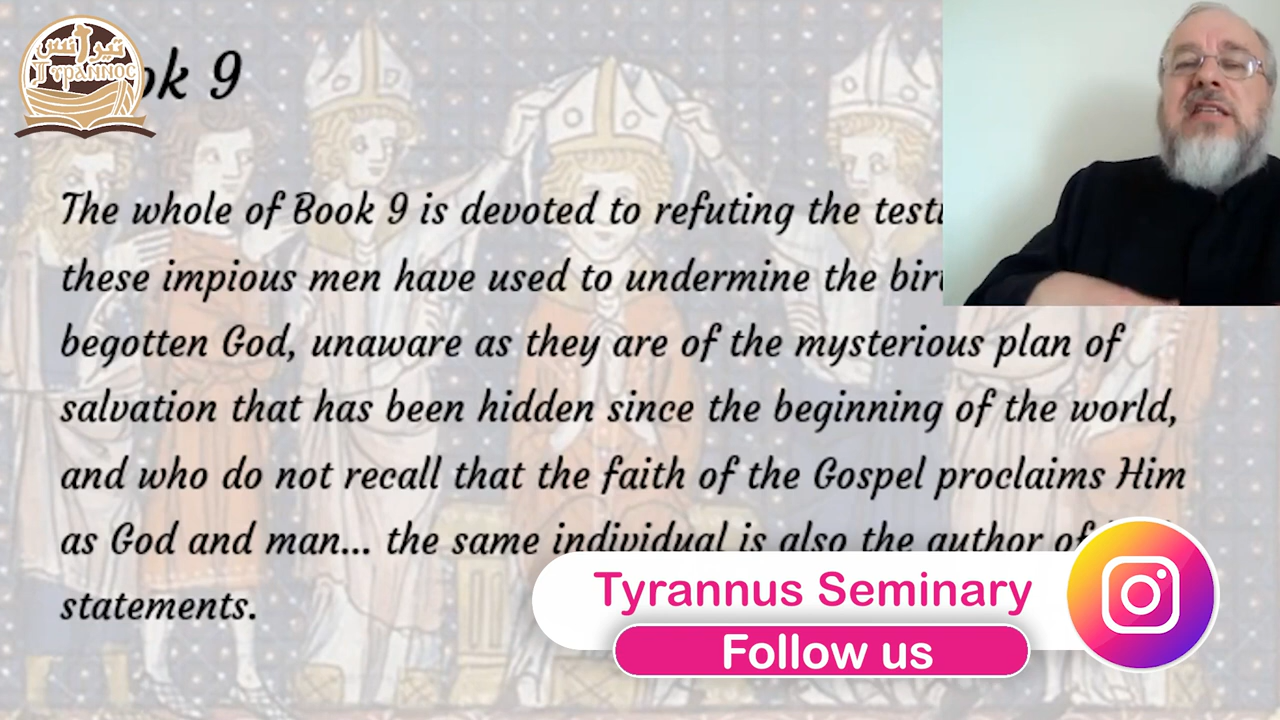 تيرانس
Τγραννος
9
The whole of Book 9 is devoted to refuting the
these impious men have used to undermine the
begotten God, unaware as they are of the mysterious plan of
salvation that has been hidden since the beginning of the world,
and who do not recall that the faith of the Gospel proclaims Him
as God and man... the same individual is also the author of
statements.
Tyrannus Seminary
Follow us